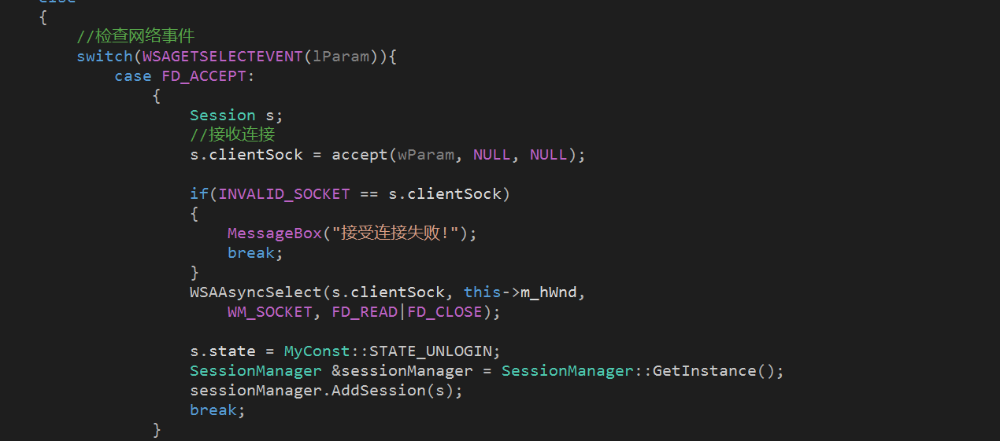 else
{
//检查网络事件
switch(WSAGETSELECTEVENT(lParam)){
case FD_ACCEPT:
{
Session s;
//接收连接
s.clientSock = accept(wParam, NULL, NULL);
if(INVALID_SOCKET == s.clientSock)
{
MessageBox("接受连接失败!");
break;
}
WSAAsyncSelect(s.clientSock, this->m_hWnd,
WM_SOCKET, FD_READ|FD_CLOSE);
s.state = MyConst::STATE_UNLOGIN;
SessionManager &sessionManager = SessionManager::GetInstance();
sessionManager.AddSession(s);
break;
}